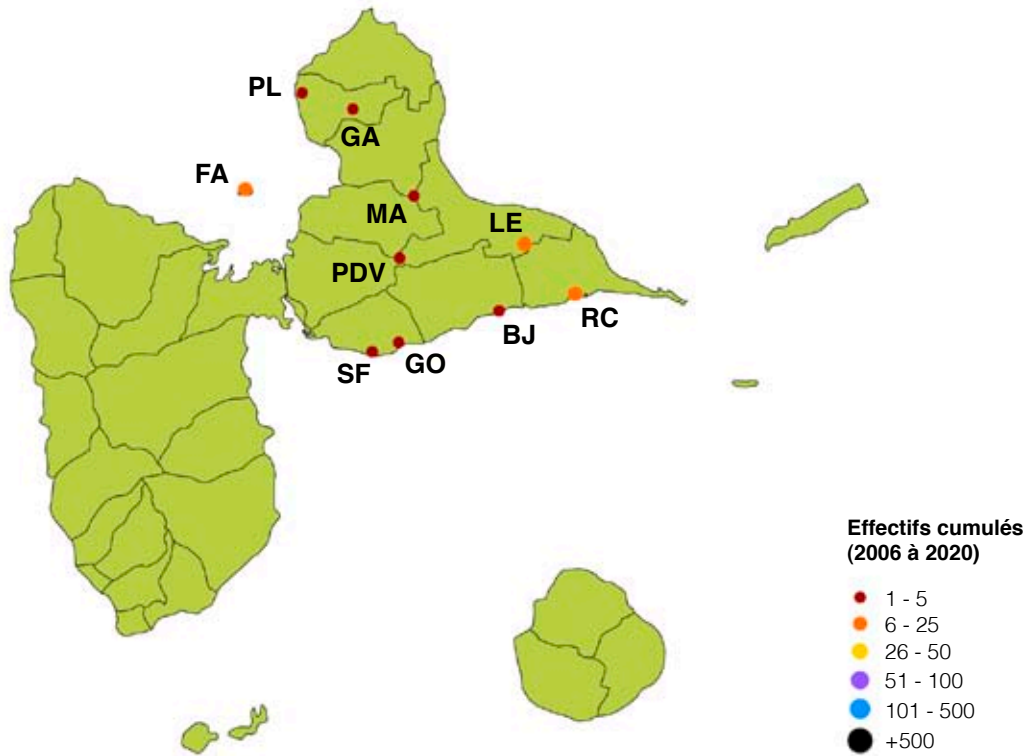 PL
GA
FA
MA
LE
PDV
RC
BJ
GO
SF
Effectifs cumulés
(2006 à 2020)
1 - 5
6 - 25
26 - 50
51 - 100
101 - 500
+500